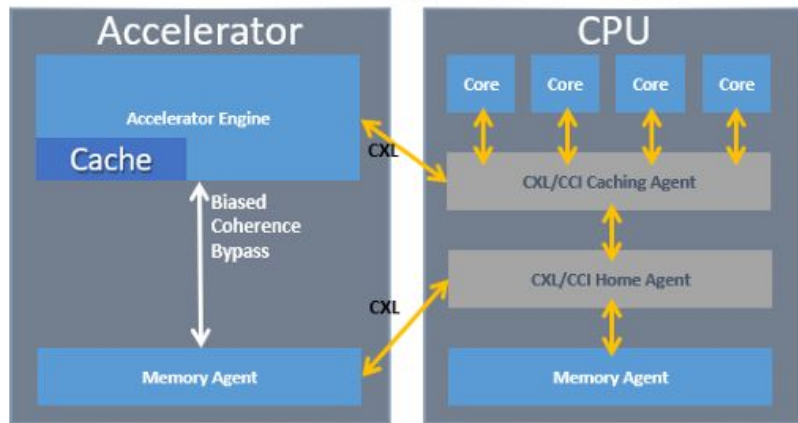 Accelerator
Accelerator Engine
Cache
Biased
Coherence
Bypass
Memory Agent
CXL
CXL
CPU
Core
Core
Core
Core
CXL/CCI Caching Agent
CXL/CCI Home Agent
Memory Agent